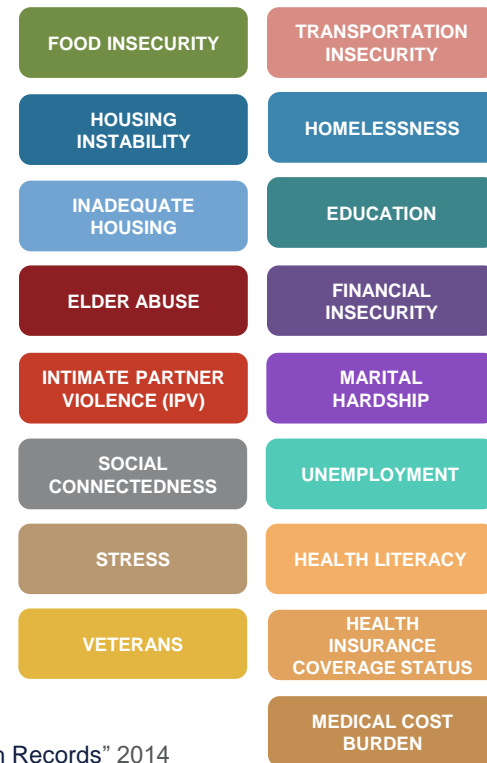 FOOD INSECURITY
TRANSPORTATION
INSECURITY
HOUSING
INSTABILITY
HOMELESSNESS
INADEQUATE
HOUSING
EDUCATION
ELDER ABUSE
FINANCIAL
INSECURITY
INTIMATE PARTNER
VIOLENCE (IPV)
MARITAL
HARDSHIP
SOCIAL
CONNECTEDNESS
UNEMPLOYMENT
STRESS
HEALTH LITERACY
VETERANS
HEALTH
INSURANCE
COVERAGE STATUS
MEDICAL COST
BURDEN
n Records” 2014